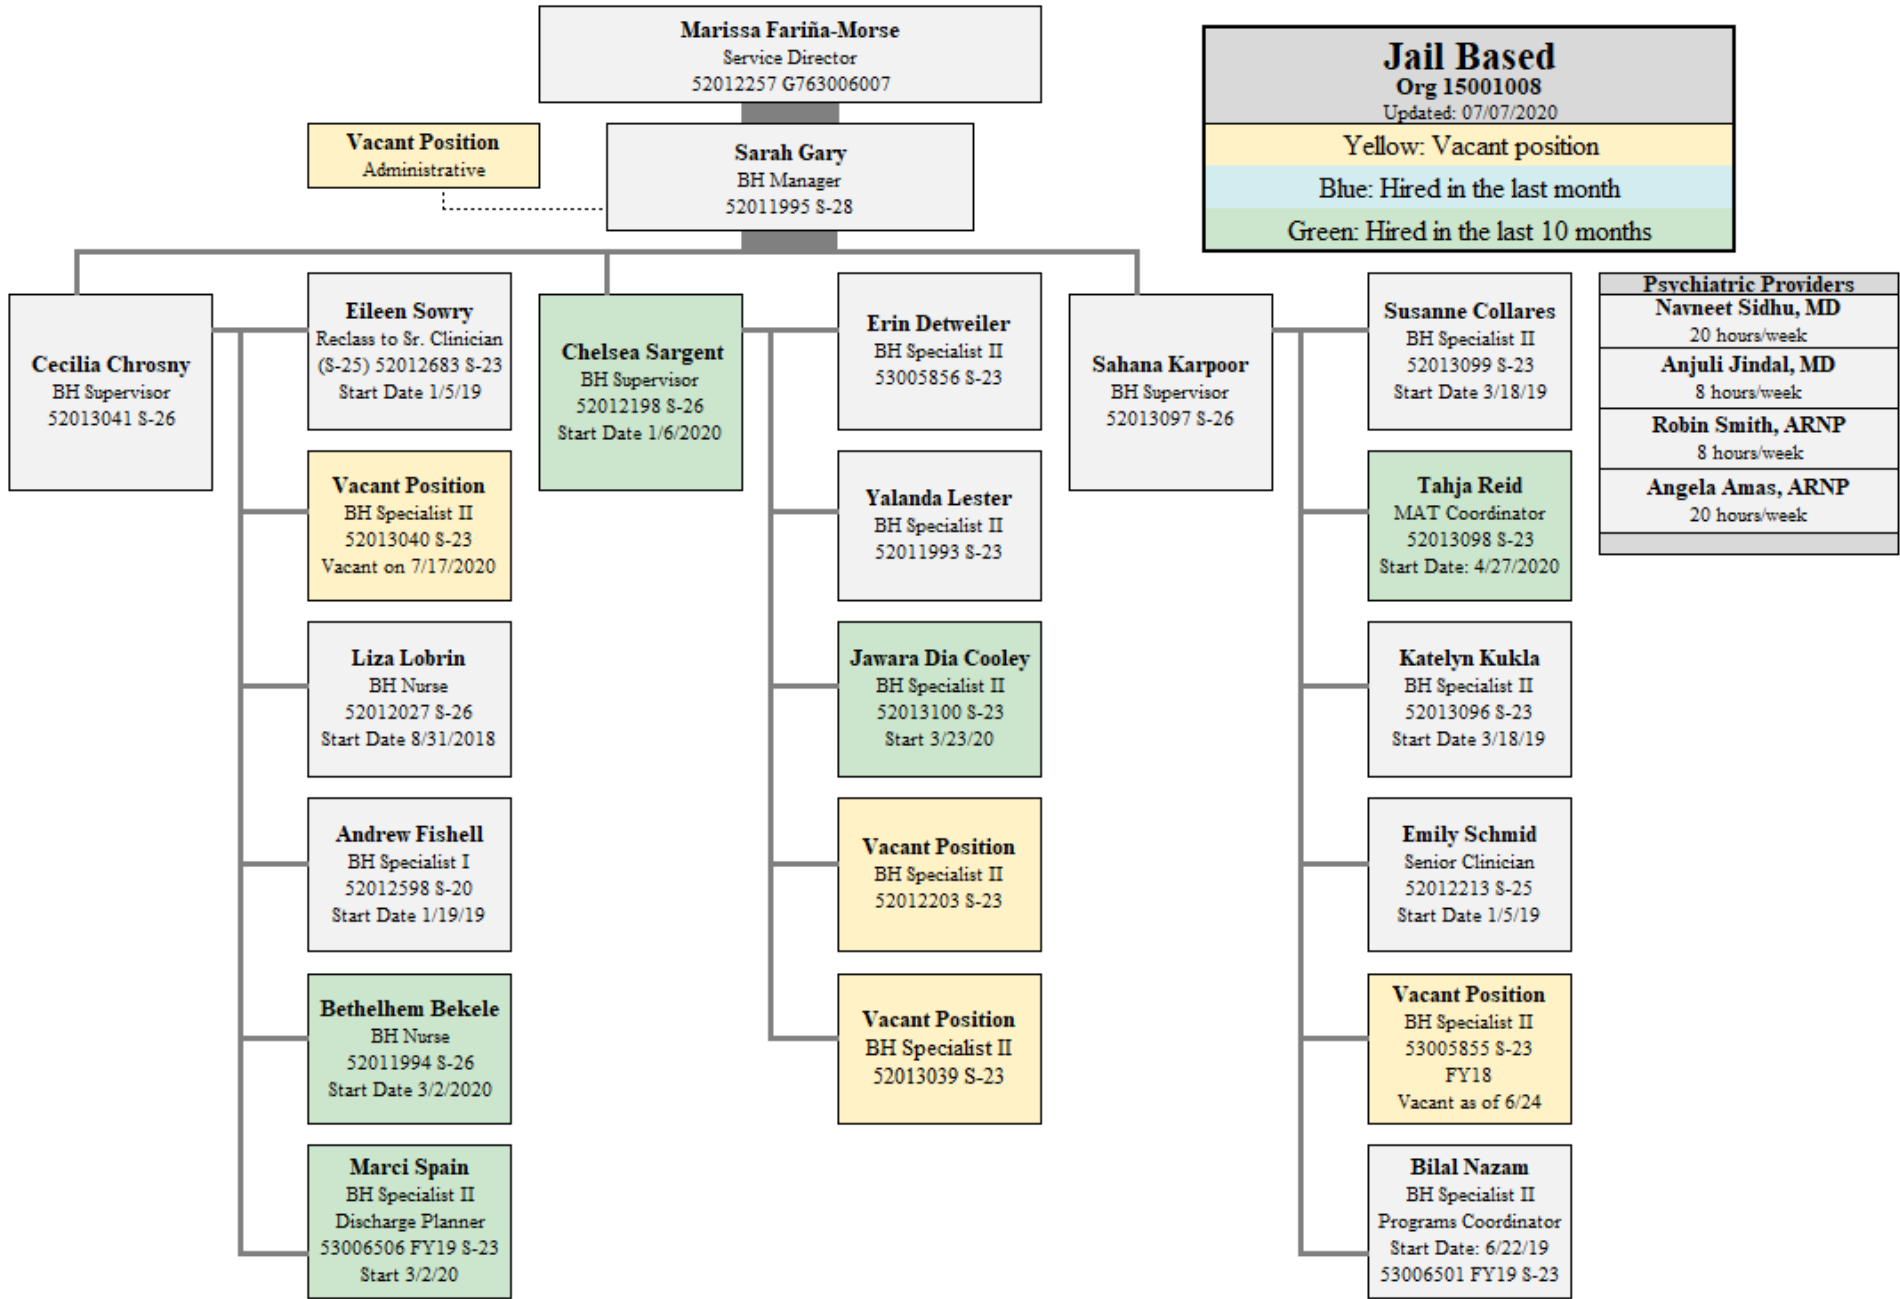 Marissa Fariña-Morse
Service Director
52012257 G763006007
Jail Based
Org 15001008
Updated: 07/07/2020
Yellow: Vacant position
Blue: Hired in the last month
Green: Hired in the last 10 months
Vacant Position
Administrative
Sarah Gary
BH Manager
52011995 S-28
Cecilia Chrosny
BH Supervisor
52013041 S-26
Eileen Sowry
Reclass to Sr. Clinician
(S-25) 52012683 S-23
Start Date 1/5/19
Vacant Position
BH Specialist II
52013040 S-23
Vacant on 7/17/2020
Liza Lobrin
BH Nurse
52012027 S-26
Start Date 8/31/2018
Andrew Fishell
BH Specialist I
52012598 S-20
Start Date 1/19/19
Bethelhem Bekele
BH Nurse
52011994 S-26
Start Date 3/2/2020
Marci Spain
BH Specialist II
Discharge Planner
53006506 FY19 S-23
Start 3/2/20
Chelsea Sargent
BH Supervisor
52012198 S-26
Start Date 1/6/2020
Erin Detweiler
BH Specialist II
53005856 S-23
Yalanda Lester
BH Specialist II
52011993 S-23
Jawara Dia Cooley
BH Specialist II
52013100 S-23
Start 3/23/20
Vacant Position
BH Specialist II
52012203 S-23
Vacant Position
BH Specialist II
52013039 S-23
Sahana Karpoor
BH Supervisor
52013097 S-26
Susanne Collares
BH Specialist II
52013099 S-23
Start Date 3/18/19
Tahja Reid
MAT Coordinator
52013098 S-23
Start Date: 4/27/2020
Katelyn Kukla
BH Specialist II
52013096 S-23
Start Date 3/18/19
Emily Schmid
Senior Clinician
52012213 S-25
Start Date 1/5/19
Vacant Position
BH Specialist II
53005855 S-23
FY18
Vacant as of 6/24
Bilal Nazam
BH Specialist II
Programs Coordinator
Start Date: 6/22/19
53006501 FY19 S-23
Psychiatric Providers
Navneet Sidhu, MD
20 hours/week
Anjuli Jindal, MD
8 hours/week
Robin Smith, ARNP
8 hours/week
Angela Amas, ARNP
20 hours/week